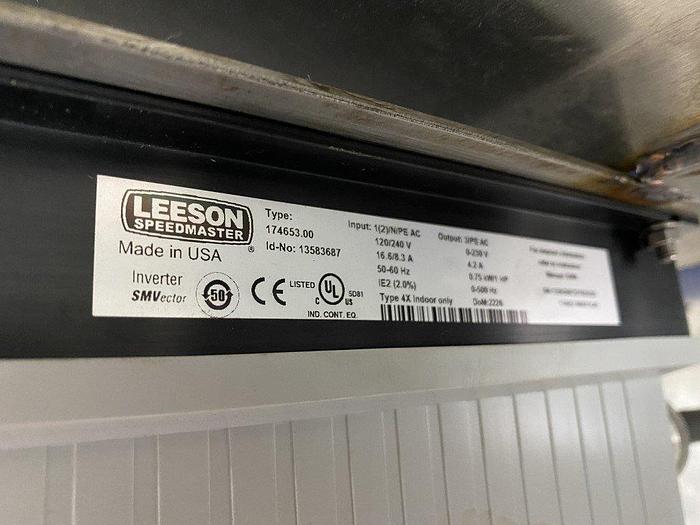 LEESON
SPEEDMASTER
®
Made in USA
Inverter
SMVector
50
CE
LISTED
UL
C US
5D81
IND. CONT. EQ.
Type:
174653.00
Id-No: 13583687
Input: 1(2)/N/PE AC
120/240 V
16.6/8.3 A
50-60 Hz
IE2 (2.0%)
Type 4X Indoor only
Output: 3/PE AC
0-230 V
4.2 A
0.75 kW/1 HP
0-500 Hz
DoM:2226